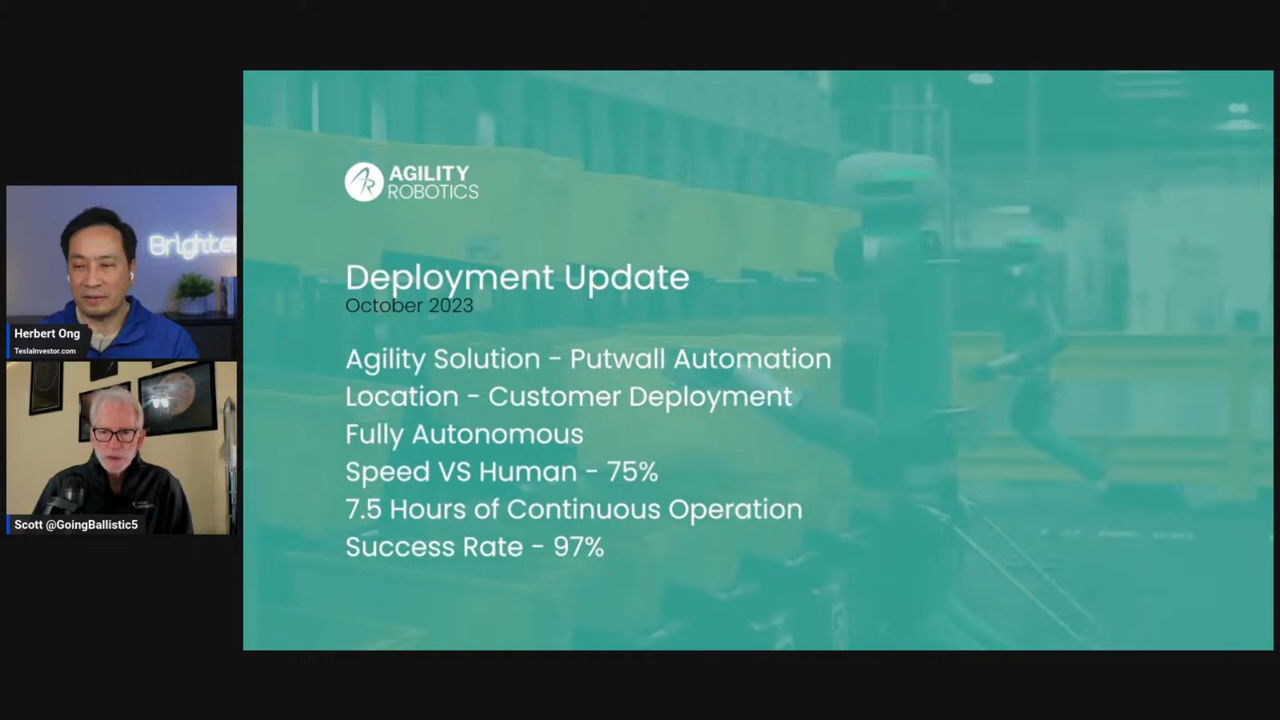 Brighte
Herbert Ong
TeslaInvestor.com
Scott @GoingBallistic5
AGILITY
ROBOTICS
Deployment Update
October 2023
Agility Solution - Putwall Automation
Location - Customer Deployment
Fully Autonomous
Speed VS Human - 75%
7.5 Hours of Continuous Operation
Success Rate - 97%